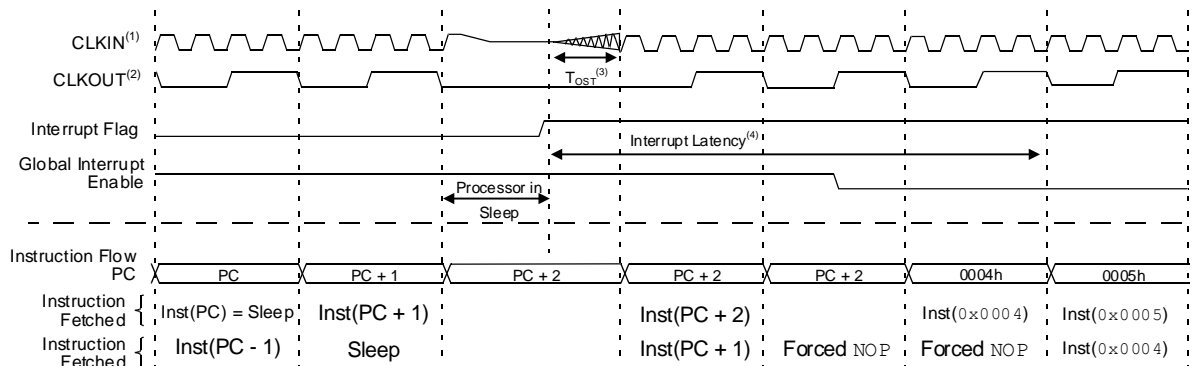 CLKIN(1)
CLKOUT(2)
TOST(3)
Interrupt Flag
Interrupt Latency(4)
Global Interrupt
Enable
Processor in
Sleep
Instruction Flow
PC PC PC + 1 PC + 2 PC + 2 PC + 2 0004h 0005h
Instruction
Fetched { Inst(PC) = Sleep Inst(PC + 1) Inst(PC + 2) Inst(0x0004) Inst(0x0005)
Instruction
Fetched { Inst(PC - 1) Sleep Inst(PC + 1) Forced NOP Forced NOP Inst(0x0004)